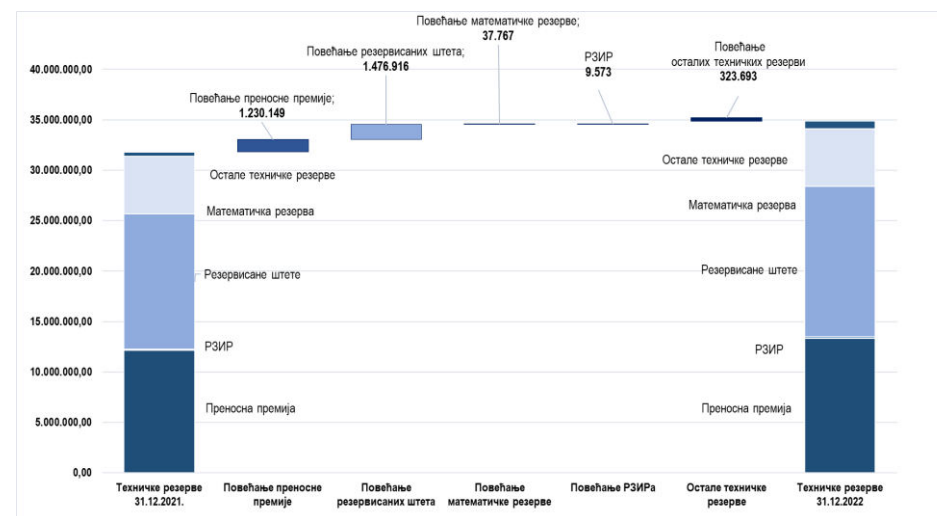 Повећање математичке резерве;
37.767
Повећање резервисаних штета;
1.476.916
РЗИР
9.573
Повећање
осталих техничких резерви
323.693
Повећање преносне премије;
1.230.149
40.000.000,00
35.000.000,00
30.000.000,00
25.000.000,00
20.000.000,00
15.000.000,00
10.000.000,00
5.000.000,00
0,00
Остале техничке резерве
Математичка резерва
Резервисане штете
РЗИР
Преносна премија
Остале техничке резерве
Математичка резерва
Резервисане штете
РЗИР
Преносна премија
Техничке резерве
31.12.2021.
Повећање преносне
премије
Повећање
резервисаних штета
Повећање
математичке резерве
Повећање РЗИРа
Остале техничке
резерве
Техничке резерве
31.12.2022